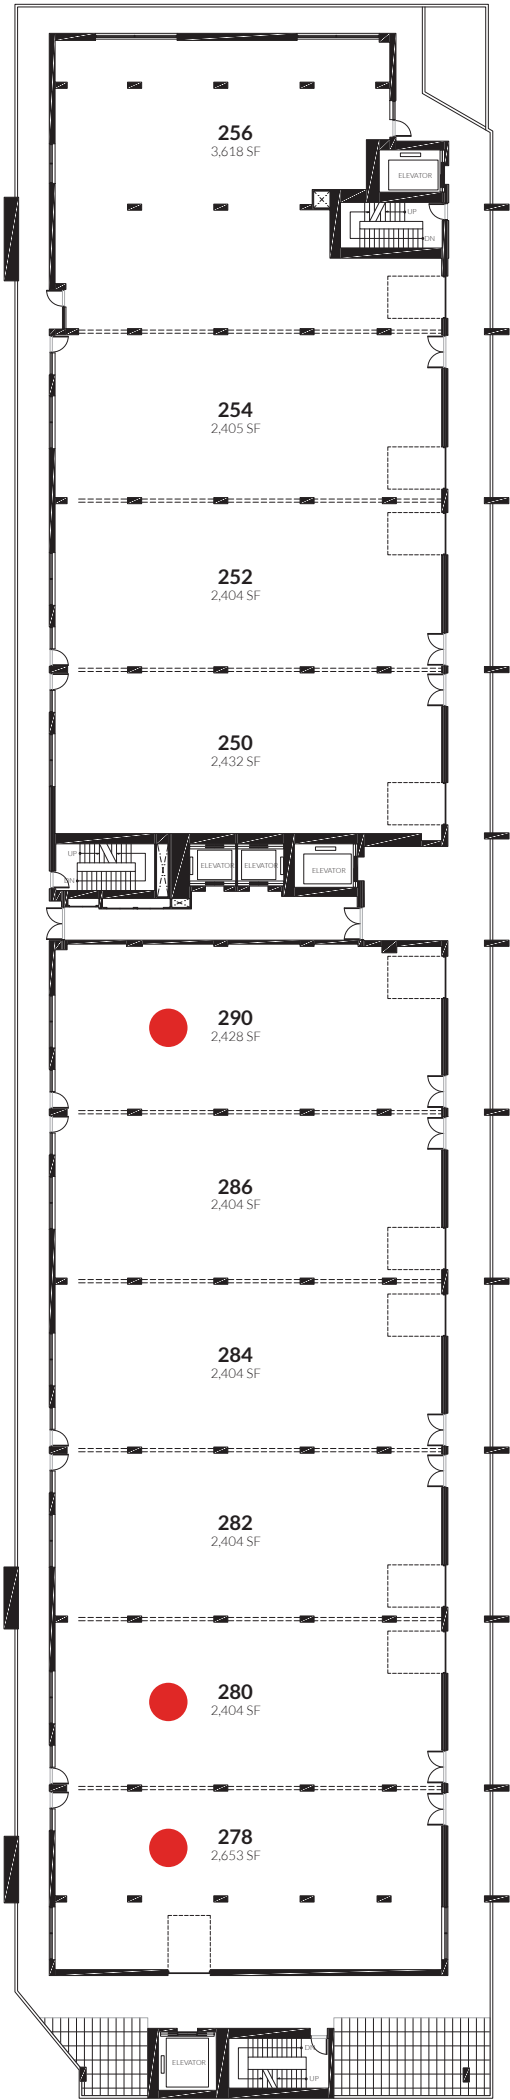 256
3,618 SF
ELEVATOR
UP
DN
254
2,405 SF
252
2,404 SF
250
2,432 SF
UP
DN
ELEVATOR
ELEVATOR
ELEVATOR
290
2,428 SF
286
2,404 SF
284
2,404 SF
282
2,404 SF
280
2,404 SF
278
2,653 SF
ELEVATOR
DN
UP